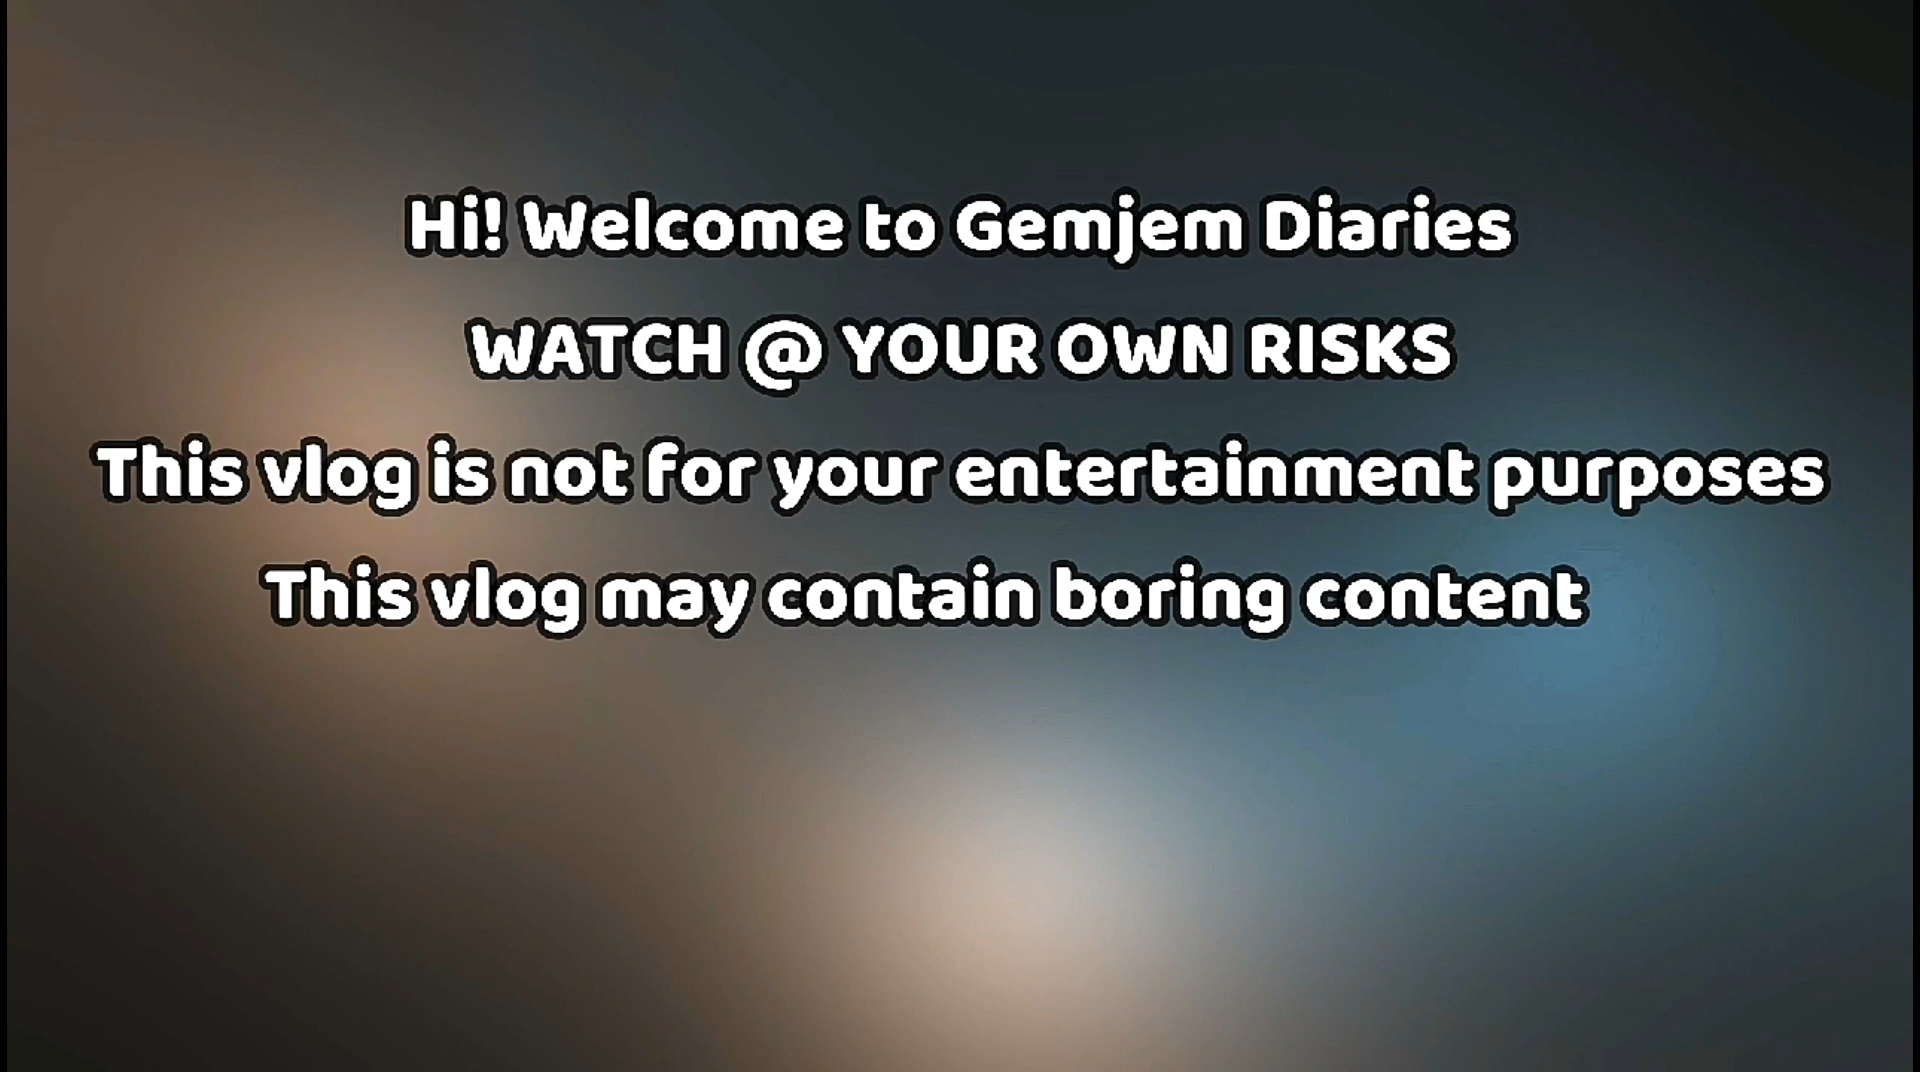 Hi! Welcome to Gemjem Diaries
WATCH @ YOUR OWN RISKS
This vlog is not for your entertainment purposes
This vlog may contain boring content